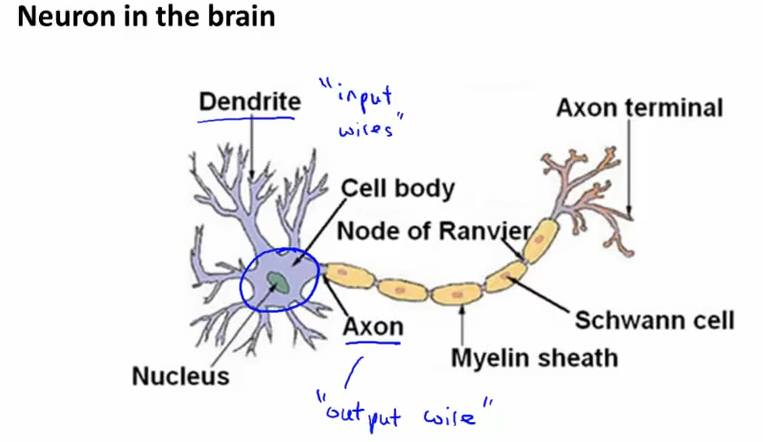 Neuron in the brain
Dendrite
"input
wires"
Axon terminal
Cell body
Node of Ranvier
Axon
Schwann cell
Myelin sheath
Nucleus
"output wire"